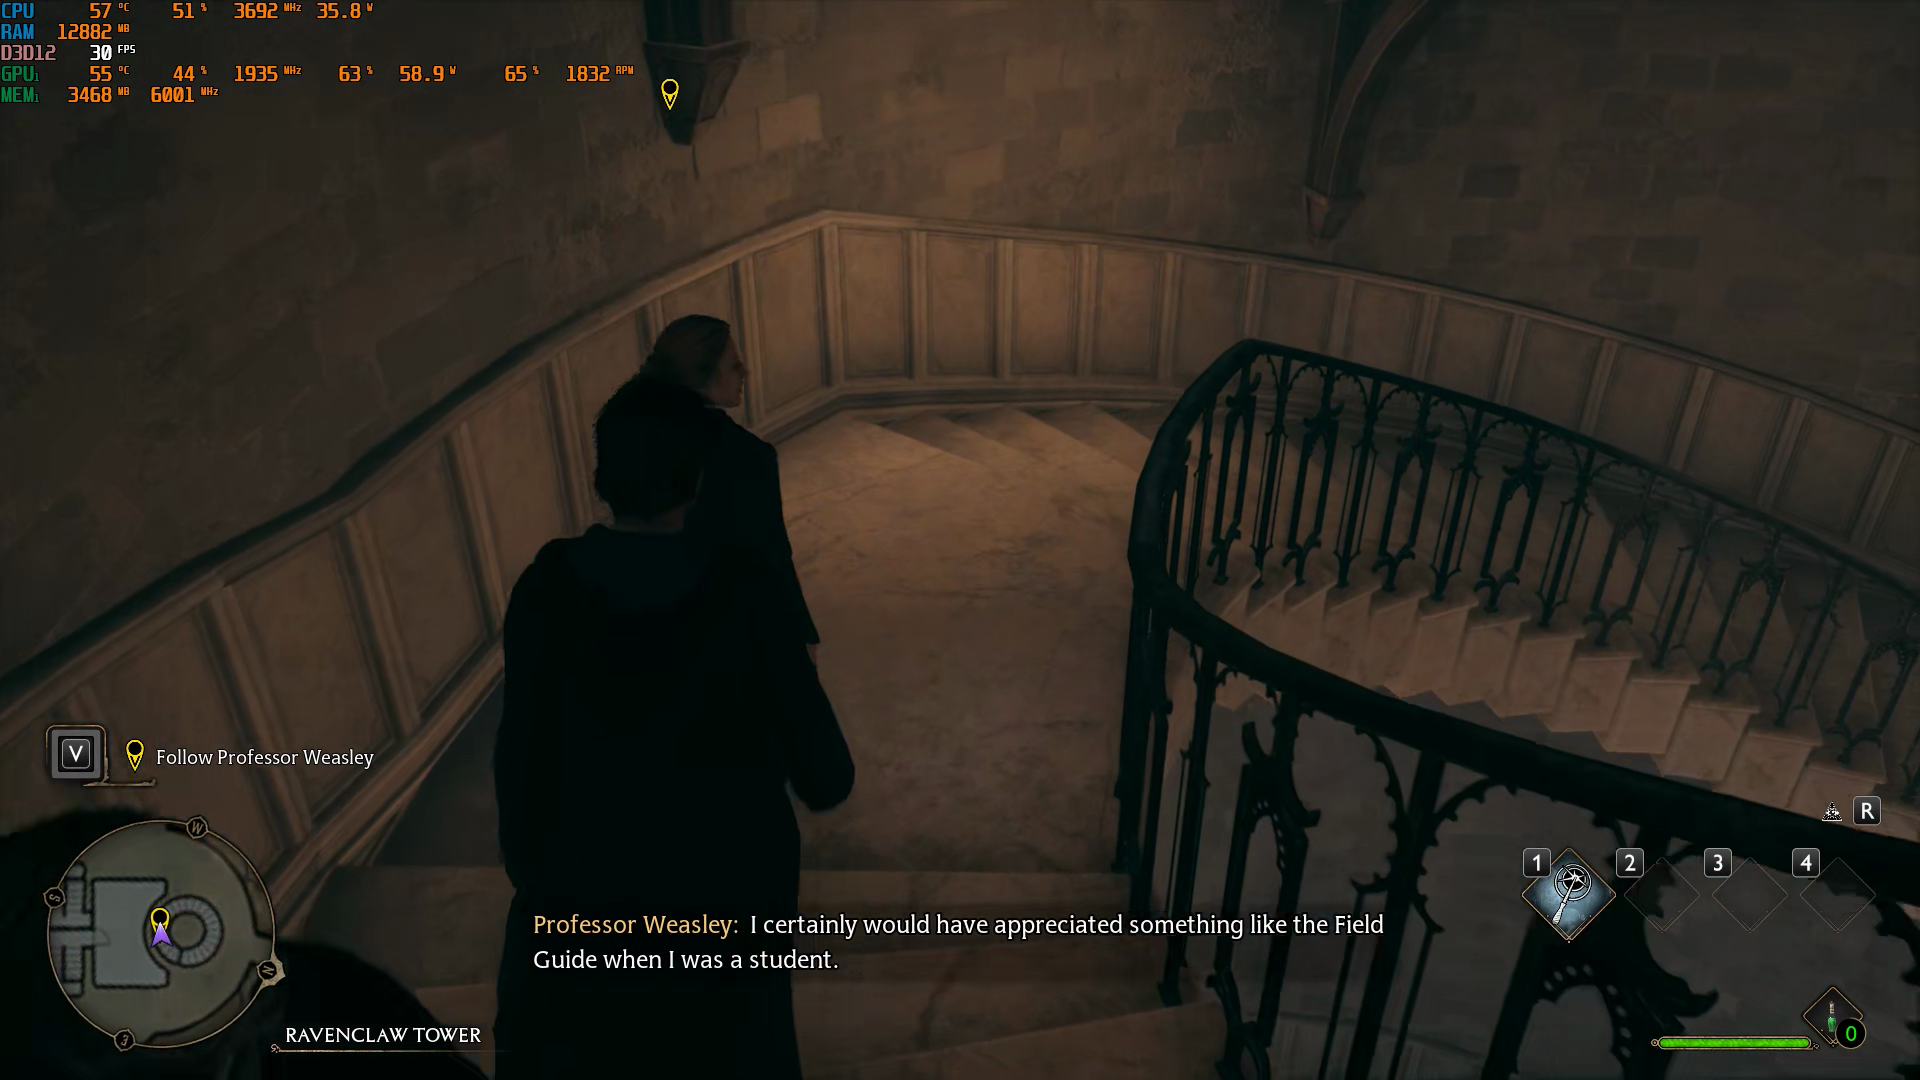 CPU 57 °C 51 % 3692 MHz 35.8 W
RAM 12882 MB
D3D12 30 FPS
GPU1 55 °C 44 % 1935 MHz 63 % 58.9 W 65 % 1832 RPM
MEM1 3468 MB 6001 MHz
V Follow Professor Weasley
R
1 2 3 4
W
S
N
E
Professor Weasley: I certainly would have appreciated something like the Field
Guide when I was a student.
RAVENCLAW TOWER
0